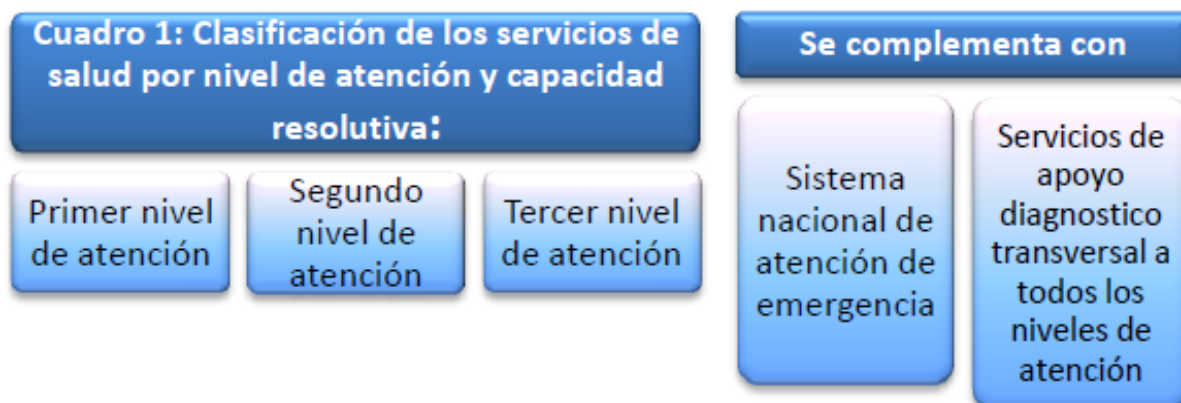 Cuadro 1: Clasificación de los servicios de
salud por nivel de atención y capacidad
resolutiva:
Primer nivel
de atención
Segundo
nivel de
atención
Tercer nivel
de atención
Se complementa con
Sistema
nacional de
atención de
emergencia
Servicios de
apoyo
diagnostico
transversal a
todos los
niveles de
atención